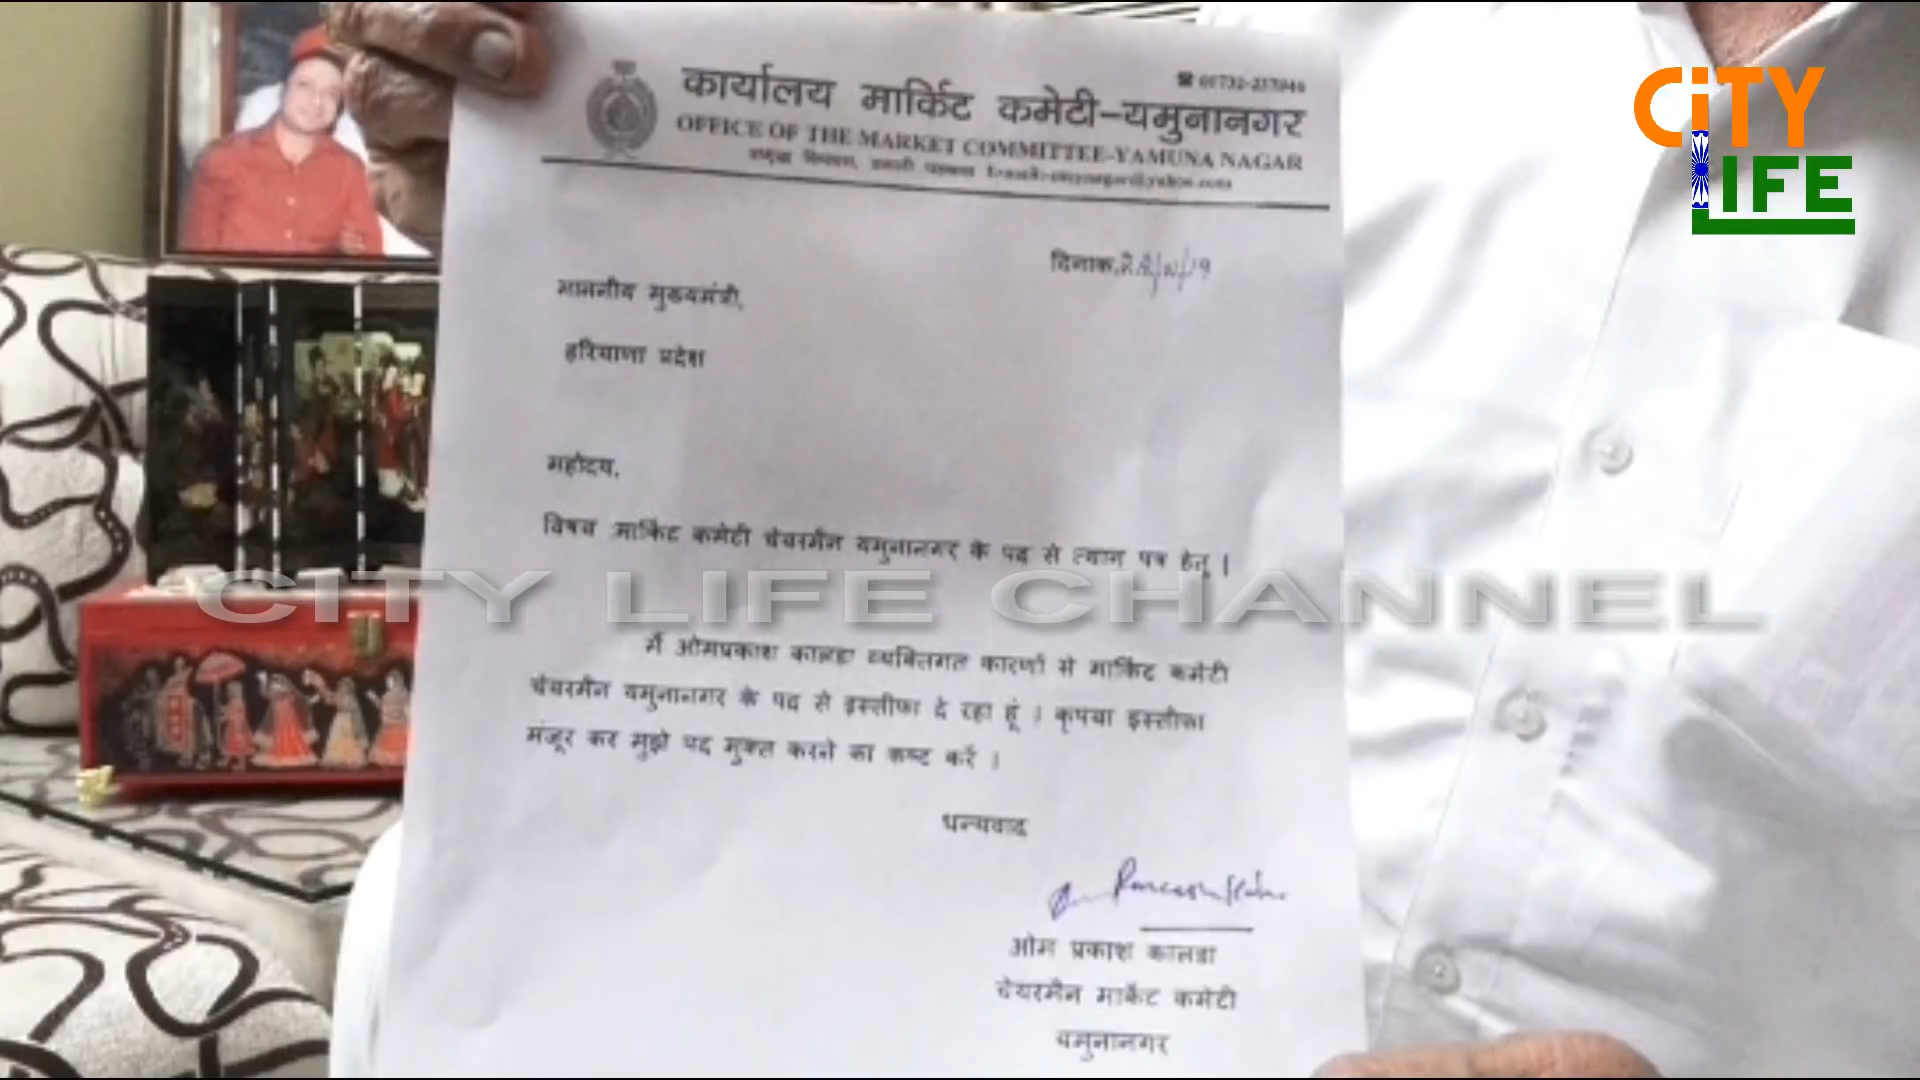 कार्यालय मार्किट कमेटी-यमुनानगर
OFFICE OF THE MARKET COMMITTEE-YAMUNA NAGAR
CiTY
LIFE
दिनाक
माननीय मुख्यमंत्री,
हरियाणा प्रदेश
महोदय,
विषय :मार्किट कमेटी चेयरमैन यमुनानगर के पद से त्याग पत्र हेतू ।
CITY LIFE CHANNEL
मैं ओमप्रकाश कालडा व्यक्तिगत कारणों से मार्किट कमेटी
चेयरमैन यमुनानगर के पद से इस्तीफा दे रहा हूं । कृपया इस्तीफा
मंजूर कर मुझे पद मुक्त करने का कष्ट करें ।
धन्यवाद
ओम प्रकाश कालडा
चेयरमैन मार्केट कमेटी
यमुनानगर